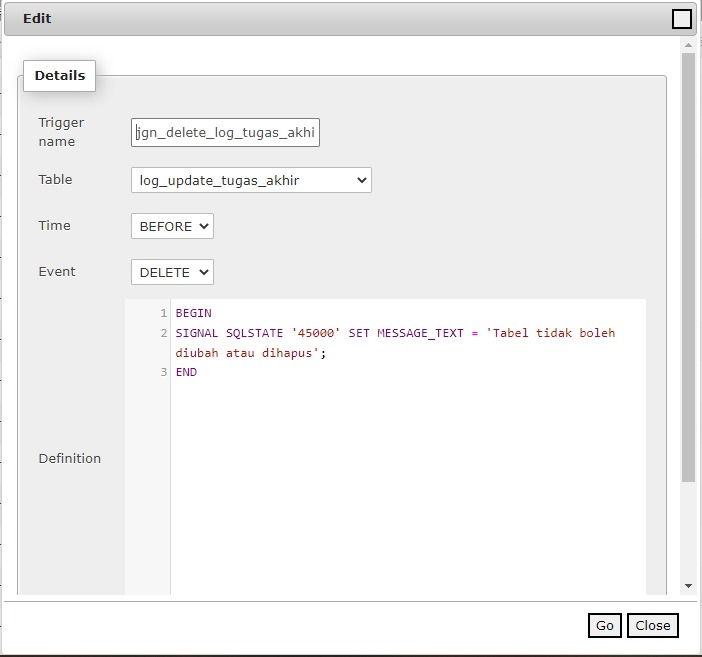 Edit
Details
Trigger
name
jgn_delete_log_tugas_akhi
Table
log_update_tugas_akhir
Time
BEFORE
Event
DELETE
Definition
1 BEGIN
2 SIGNAL SQLSTATE '45000' SET MESSAGE_TEXT = 'Tabel tidak boleh
diubah atau dihapus';
3 END
Go
Close